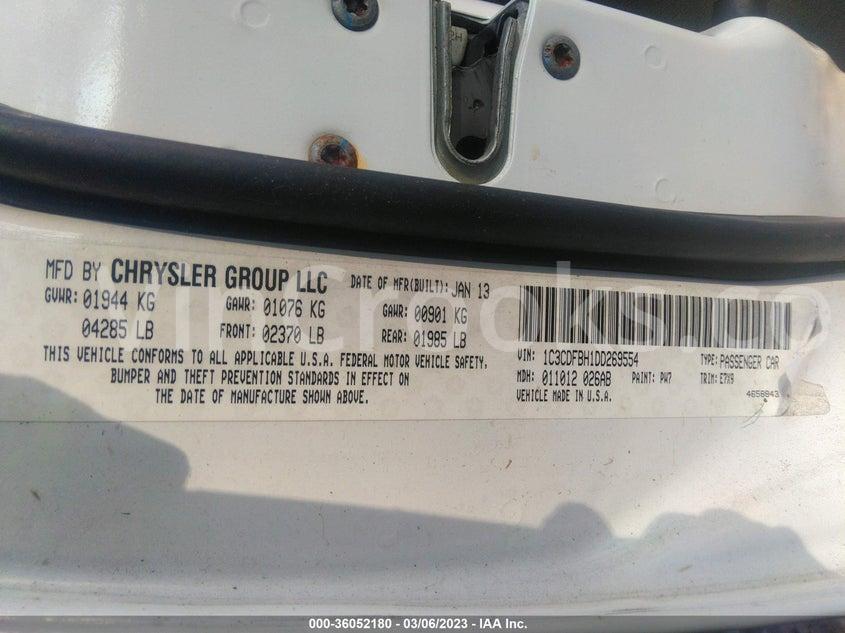 MFD BY CHRYSLER GROUP LLC DATE OF MFR(BUILT): JAN 13
GVWR: 01944 KG GAWR: 01076 KG GAWR: 00901 KG
04285 LB FRONT: 02370 LB REAR: 01985 LB
THIS VEHICLE CONFORMS TO ALL APPLICABLE U.S.A. FEDERAL MOTOR VEHICLE SAFETY,
BUMPER AND THEFT PREVENTION STANDARDS IN EFFECT ON
THE DATE OF MANUFACTURE SHOWN ABOVE.
VIN: 1C3CDFBH1DD269554 TYPE: PASSENGER CAR
MDH: 011012 026AB PAINT: PW7 TRIM: E7X9
VEHICLE MADE IN U.S.A. 4656843
000-36052180 - 03/06/2023 - IAA Inc.